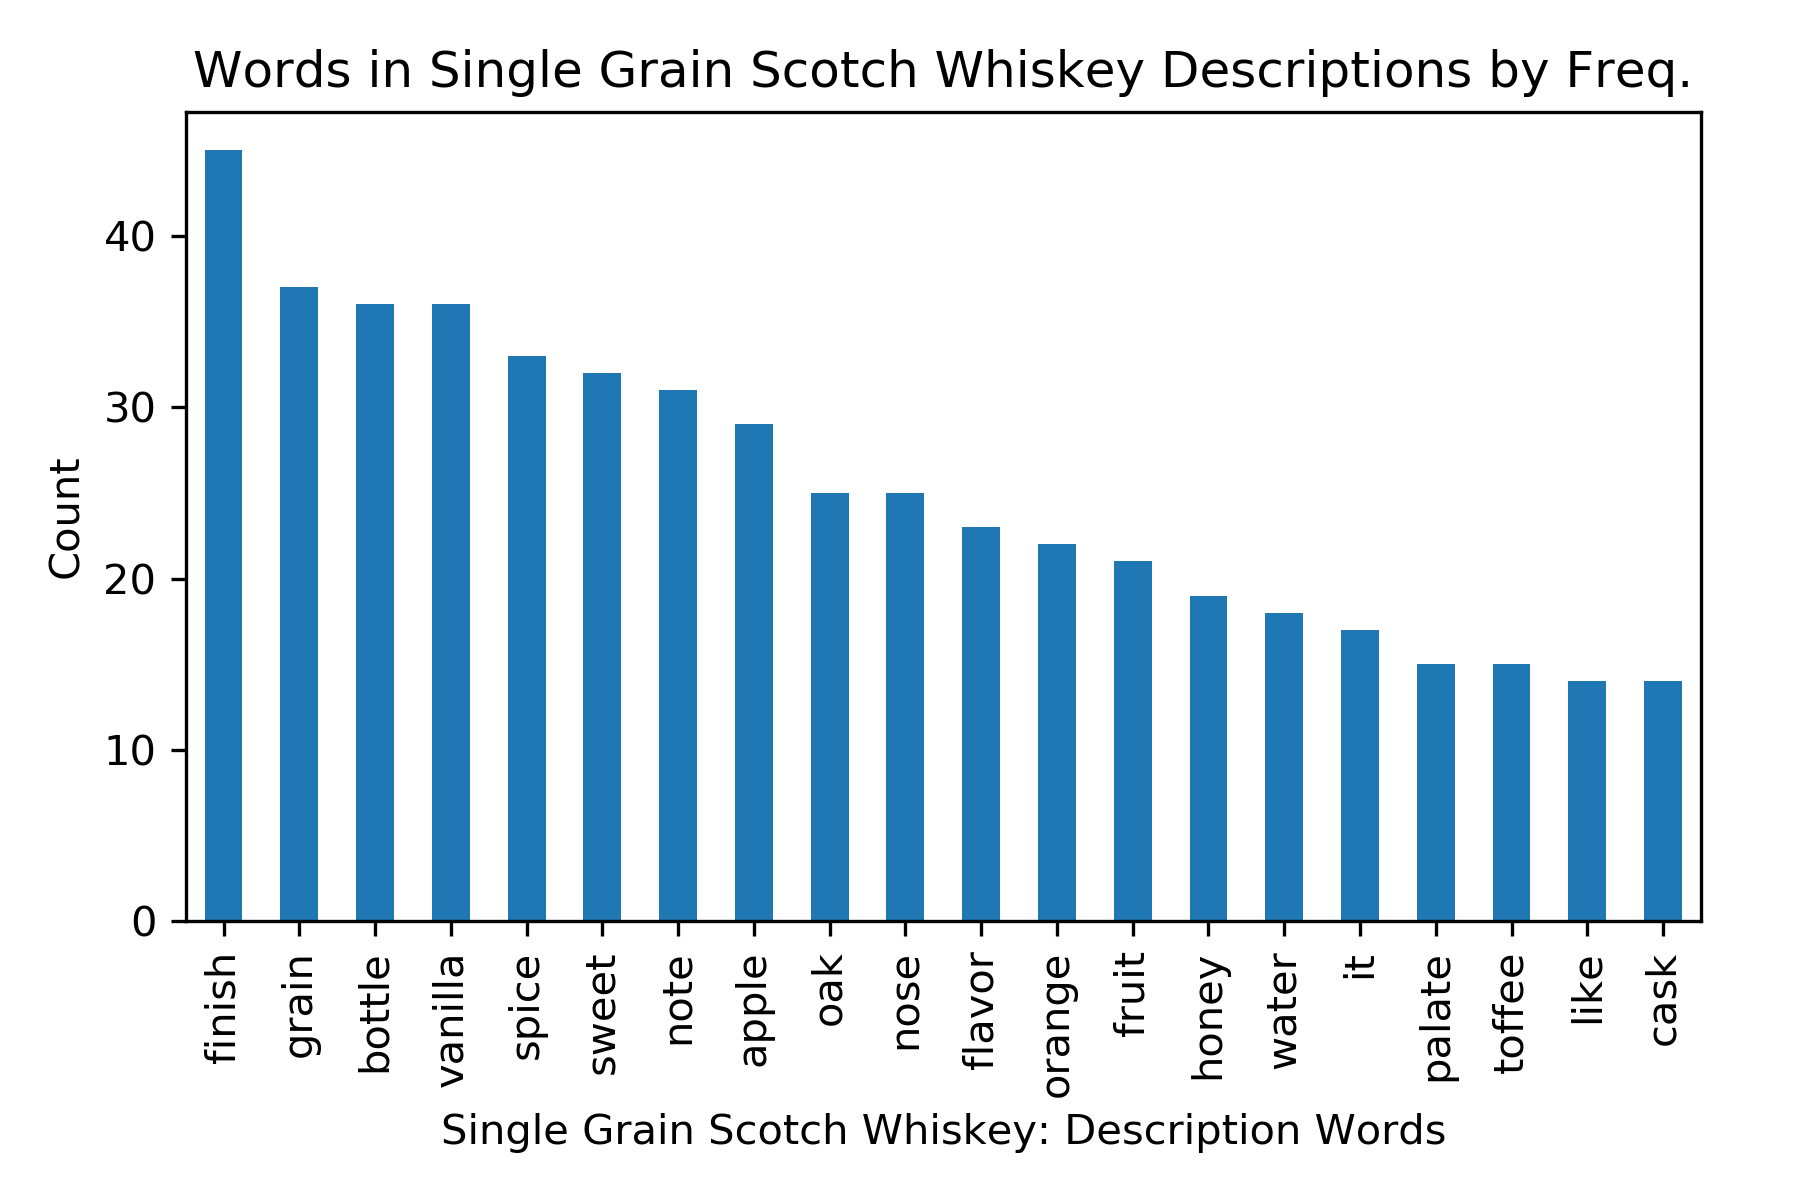 Words in Single Grain Scotch Whiskey Descriptions by Freq.
Count
40
30
20
10
0
finish
grain
bottle
vanilla
spice
sweet
note
apple
oak
nose
flavor
orange
fruit
honey
water
it
palate
toffee
like
cask
Single Grain Scotch Whiskey: Description Words